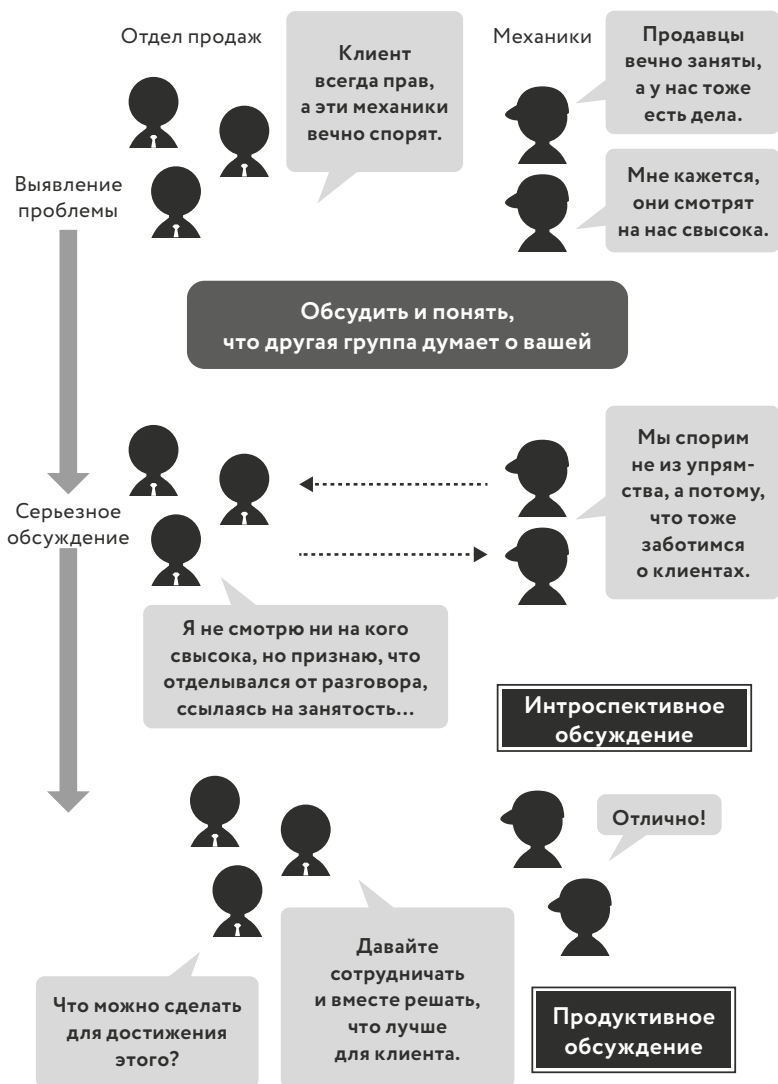 Отдел продаж
Механики
Клиент
всегда прав,
а эти механики
вечно спорят.
Продавцы
вечно заняты,
а у нас тоже
есть дела.
Выявление
проблемы
Мне кажется,
они смотрят
на нас свысока.
Обсудить и понять,
что другая группа думает о вашей
Серьезное
обсуждение
Мы спорим
не из упрям-
ства, а потому,
что тоже
заботимся
о клиентах.
Я не смотрю ни на кого
свысока, но признаю, что
отделывался от разговора,
ссылаясь на занятость...
Интроспективное
обсуждение
Отлично!
Давайте
сотрудничать
и вместе решать,
что лучше
для клиента.
Что можно сделать
для достижения
этого?
Продуктивное
обсуждение